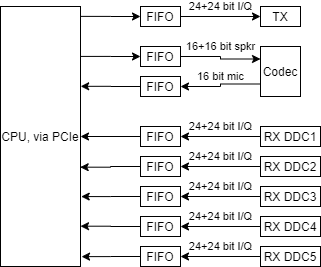 24+24 bit I/Q
FIFO
TX
16+16 bit spkr
FIFO
Codec
16 bit mic
FIFO
CPU, via PCIe
24+24 bit I/Q
FIFO
RX DDC1
24+24 bit I/Q
FIFO
RX DDC2
24+24 bit I/Q
FIFO
RX DDC3
24+24 bit I/Q
FIFO
RX DDC4
24+24 bit I/Q
FIFO
RX DDC5